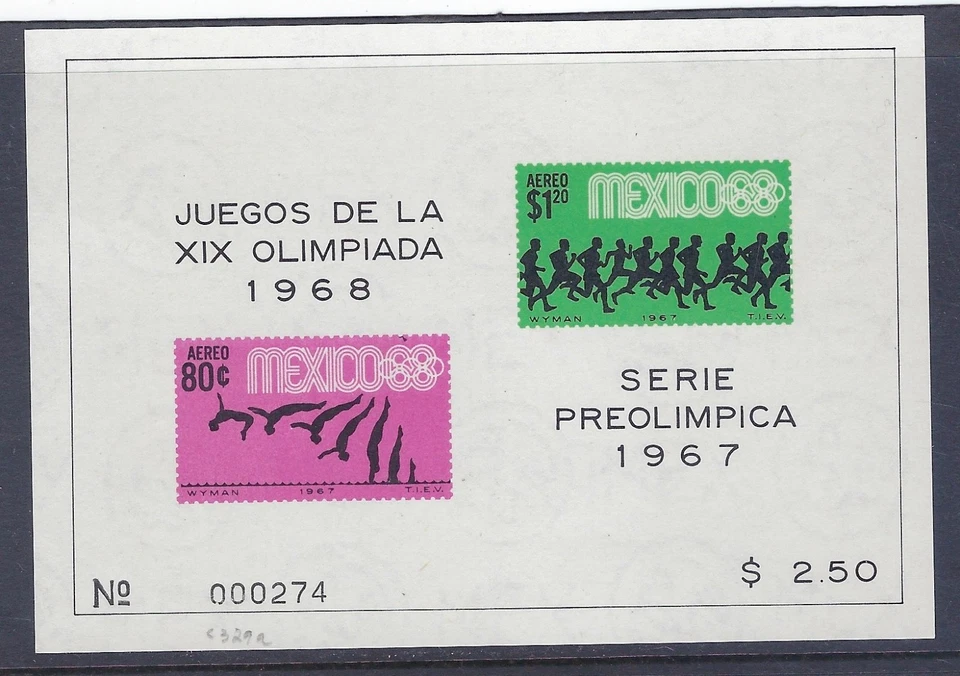 JUEGOS DE LA
XIX OLIMPIADA
1968
AEREO
$1.20
MEXICO68
WYMAN 1967 T.I.E.V.
AEREO
80¢
MEXICO68
WYMAN 1967 T.I.E.V.
SERIE
PREOLIMPICA
1967
$ 2.50
Nº 000274
c329a